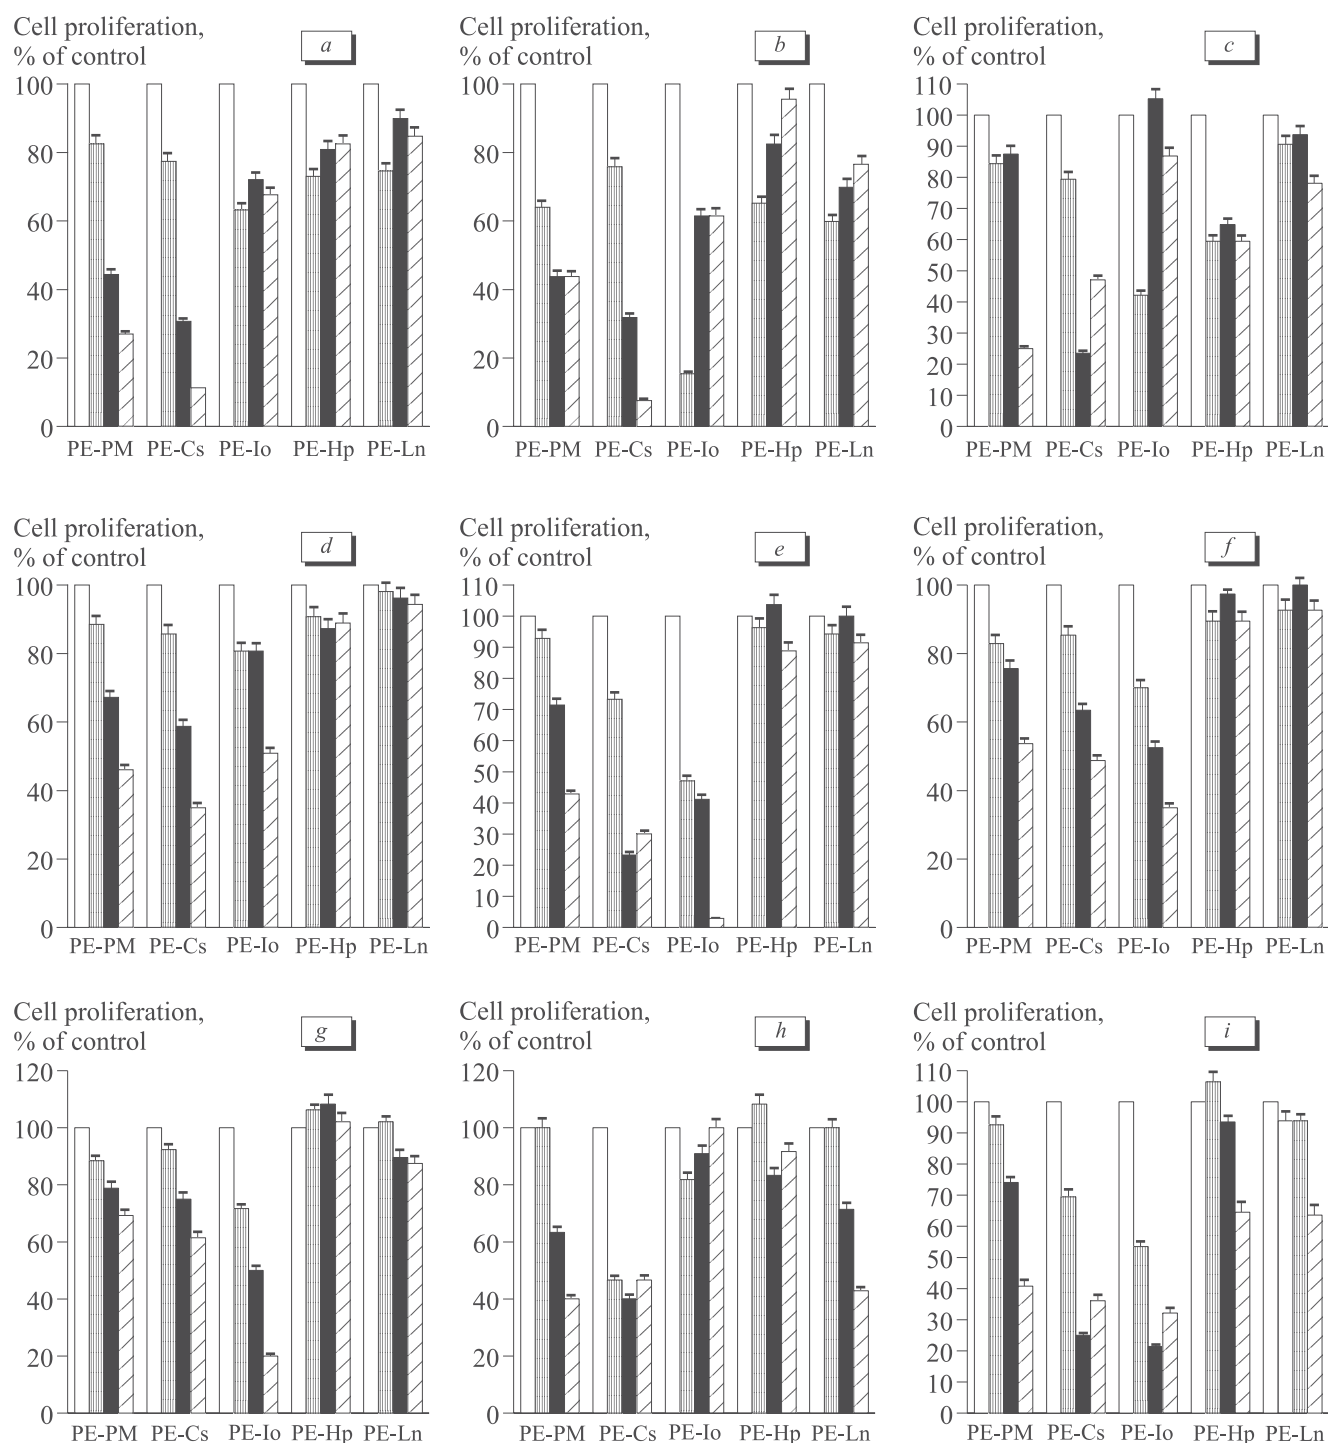 Cell proliferation,
% of control
a
100
80
60
40
20
0
PE-PM PE-Cs PE-Io PE-Hp PE-Ln
Cell proliferation,
% of control
b
100
80
60
40
20
0
PE-PM PE-Cs PE-Io PE-Hp PE-Ln
Cell proliferation,
% of control
c
110
100
90
80
70
60
50
40
30
20
10
0
PE-PM PE-Cs PE-Io PE-Hp PE-Ln
Cell proliferation,
% of control
d
100
80
60
40
20
0
PE-PM PE-Cs PE-Io PE-Hp PE-Ln
Cell proliferation,
% of control
e
110
100
90
80
70
60
50
40
30
20
10
0
PE-PM PE-Cs PE-Io PE-Hp PE-Ln
Cell proliferation,
% of control
f
100
80
60
40
20
0
PE-PM PE-Cs PE-Io PE-Hp PE-Ln
Cell proliferation,
% of control
g
120
100
80
60
40
20
0
PE-PM PE-Cs PE-Io PE-Hp PE-Ln
Cell proliferation,
% of control
h
120
100
80
60
40
20
0
PE-PM PE-Cs PE-Io PE-Hp PE-Ln
Cell proliferation,
% of control
i
110
100
90
80
70
60
50
40
30
20
10
0
PE-PM PE-Cs PE-Io PE-Hp PE-Ln